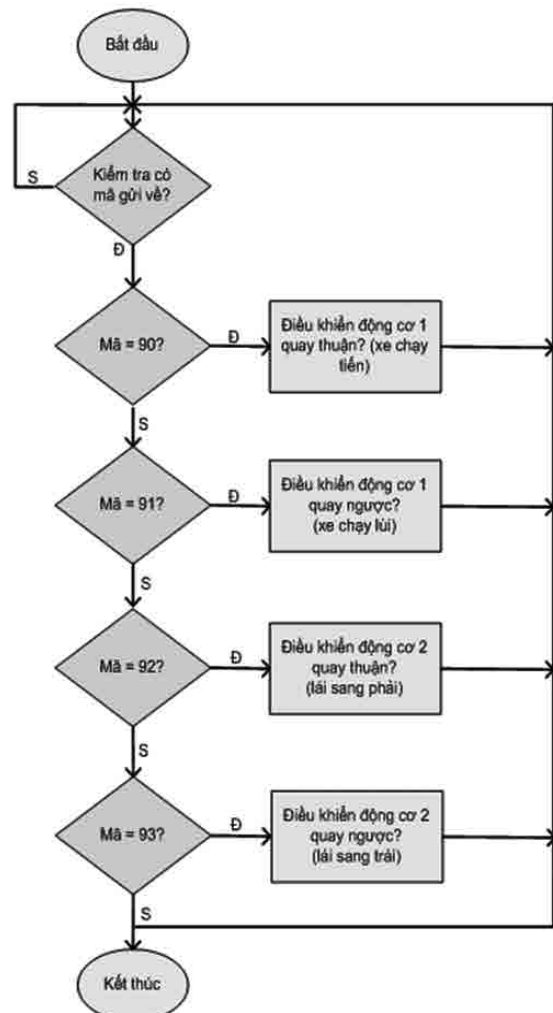 Bắt đầu
Kiểm tra có
mã gửi về?
S
Đ
Mã = 90?
Đ
Điều khiển động cơ 1
quay thuận? (xe chạy
tiến)
S
Mã = 91?
Đ
Điều khiển động cơ 1
quay ngược?
(xe chạy lùi)
S
Mã = 92?
Đ
Điều khiển động cơ 2
quay thuận?
(lái sang phải)
S
Mã = 93?
Đ
Điều khiển động cơ 2
quay ngược?
(lái sang trái)
S
Kết thúc